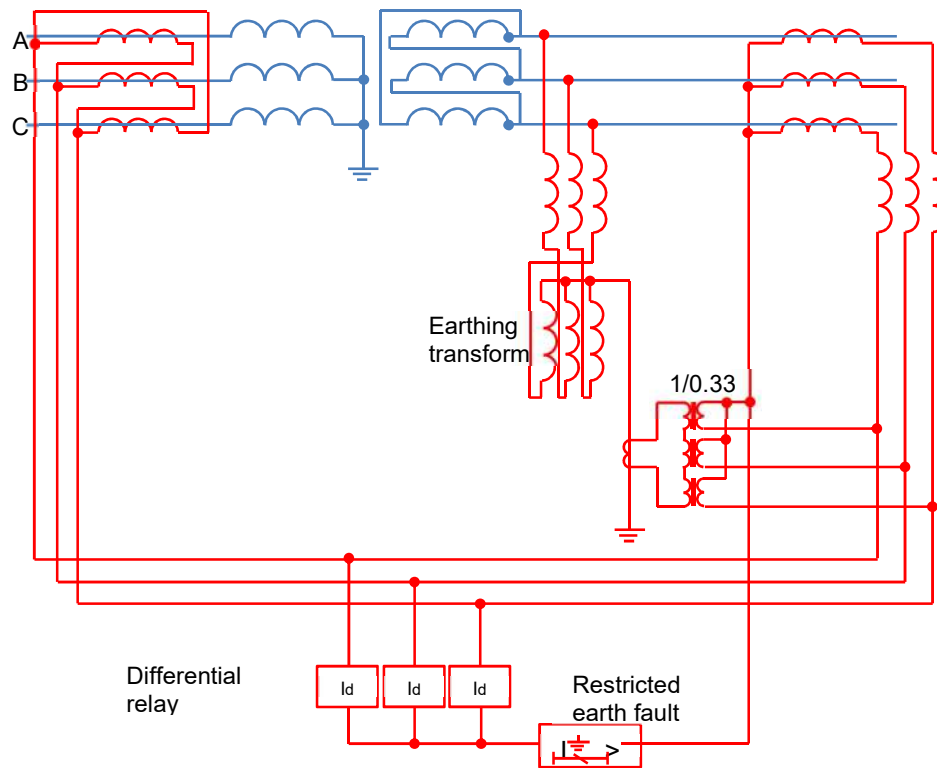 A
B
C
Earthing
transform
1/0.33
Differential
relay
Id
Id
Id
Restricted
earth fault
I >